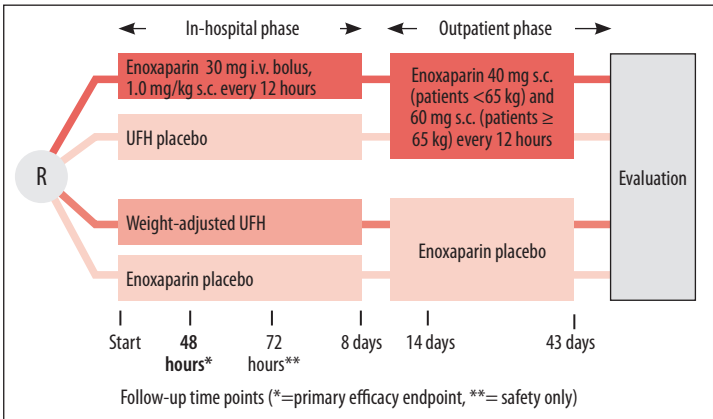 In-hospital phase
Outpatient phase
Enoxaparin 30 mg i.v. bolus,
1.0 mg/kg s.c. every 12 hours
UFH placebo
Enoxaparin 40 mg s.c.
(patients <65 kg) and
60 mg s.c. (patients ≥
65 kg) every 12 hours
R
Evaluation
Weight-adjusted UFH
Enoxaparin placebo
Enoxaparin placebo
Start
48
hours*
72
hours**
8 days
14 days
43 days
Follow-up time points (*=primary efficacy endpoint, **= safety only)